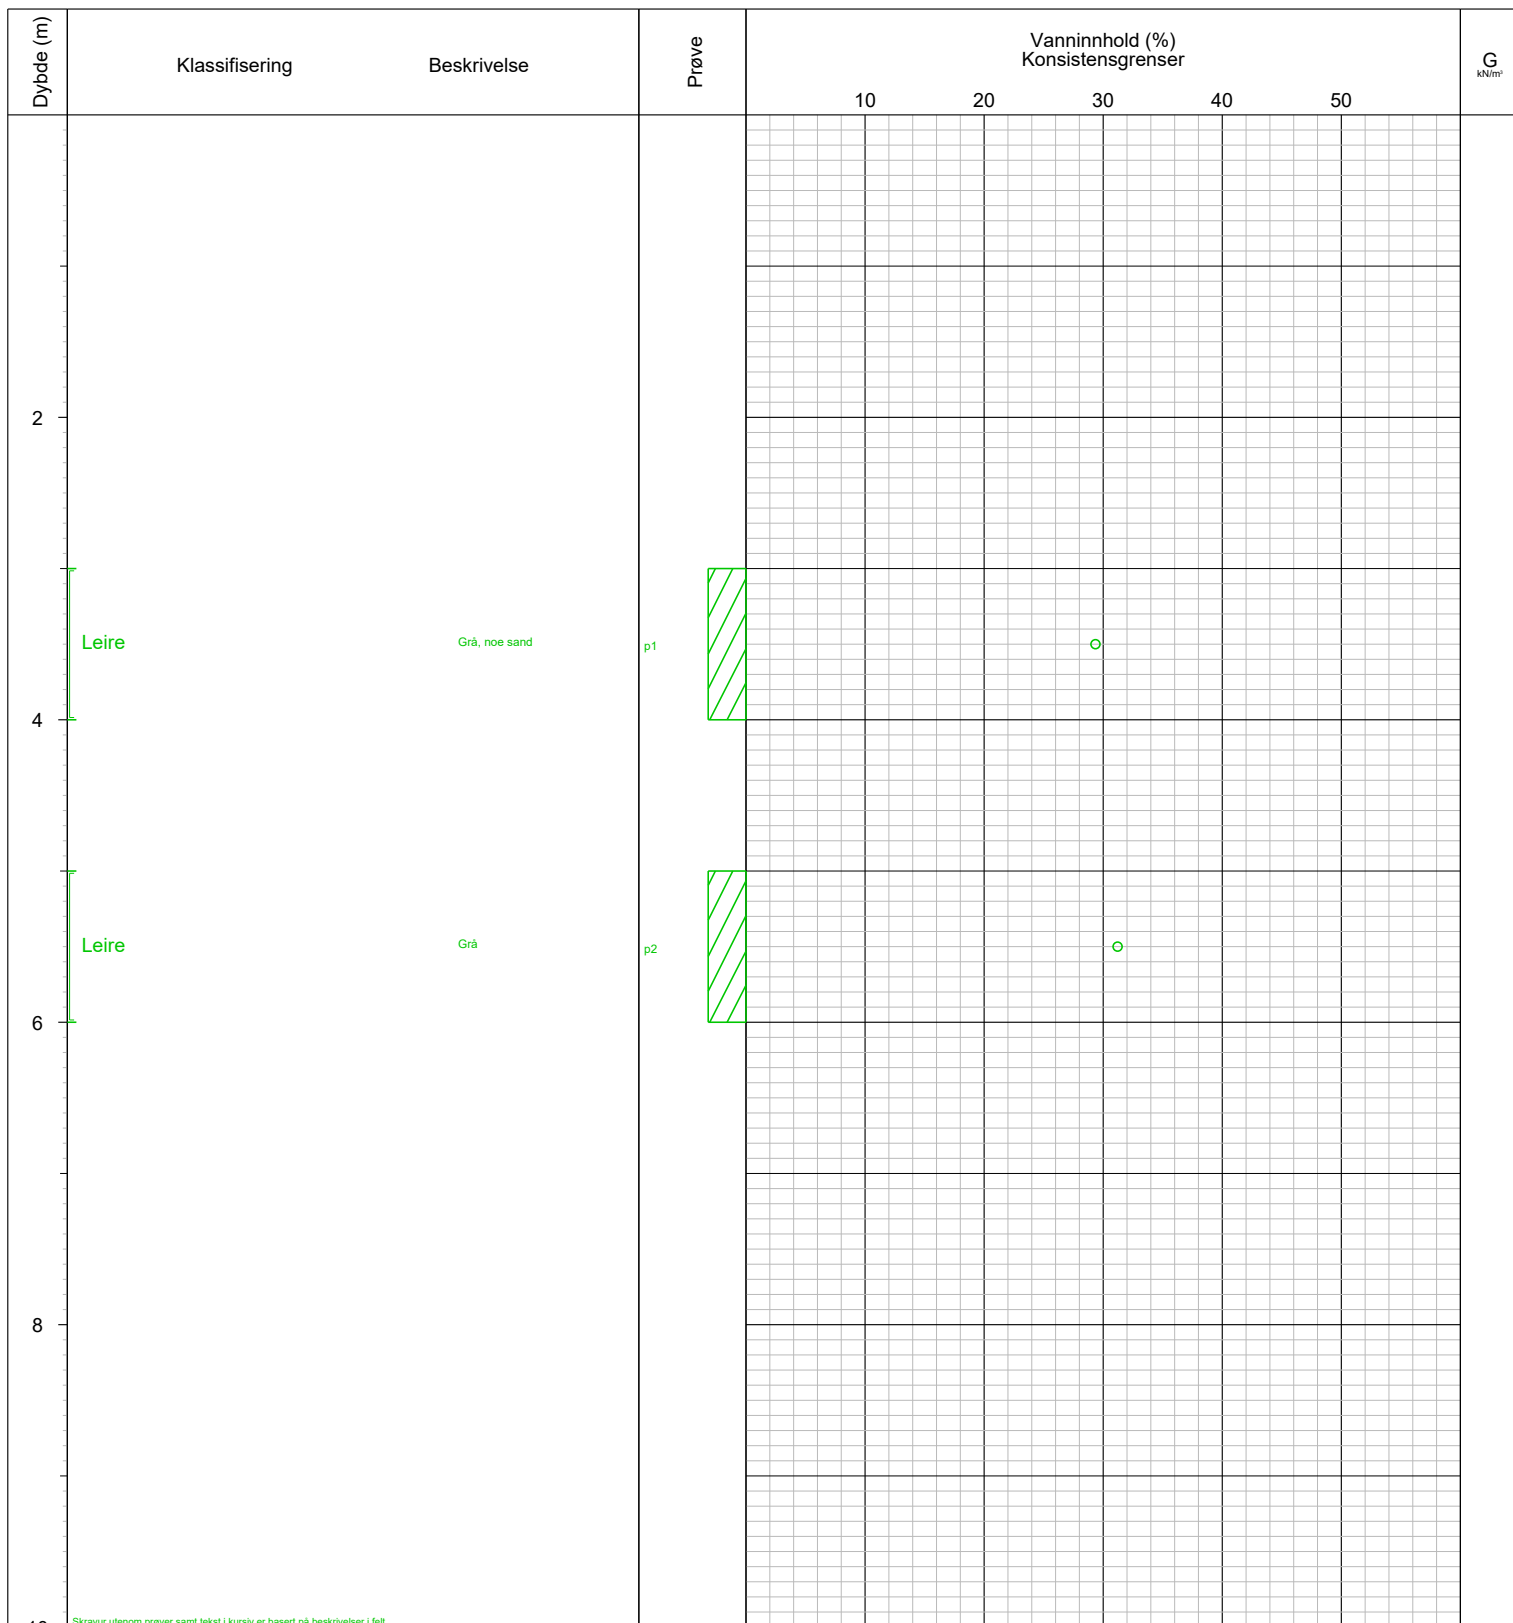 Dybde (m)
Klassifisering
Beskrivelse
Prøve
Vanninnhold (%)
Konsistensgrenser
10 20 30 40 50
G
kN/m³
2
Leire
Grå, noe sand
p1
4
Leire
Grå
p2
6
8
Skravur utenom prøver samt tekst i kursiv er basert på beskrivelser i felt